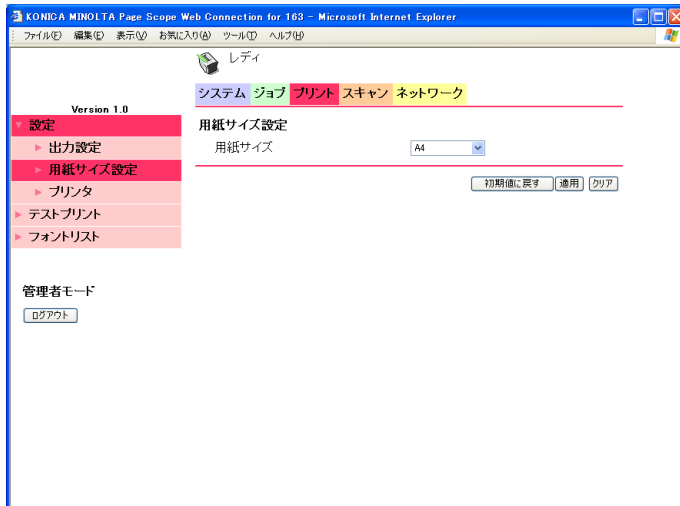 KONICA MINOLTA Page Scope Web Connection for 163 - Microsoft Internet Explorer
ファイル(F) 編集(E) 表示(V) お気に入り(A) ツール(T) ヘルプ(H)
レディ
システム ジョブ プリント スキャン ネットワーク
Version 1.0
設定
出力設定
用紙サイズ設定
プリンタ
テストプリント
フォントリスト
管理者モード
ログアウト
用紙サイズ設定
用紙サイズ A4
初期値に戻す 適用 クリア